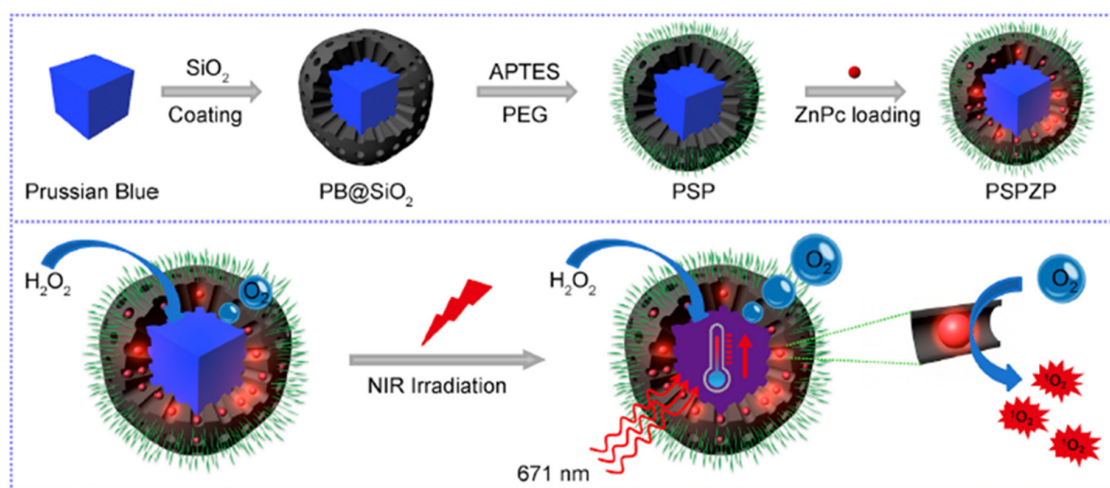 SiO₂
Coating
APTES
PEG
ZnPc loading
Prussian Blue
PB@SiO₂
PSP
PSPZP
H₂O₂
O₂
NIR Irradiation
H₂O₂
O₂
671 nm
O₂
¹O₂
¹O₂
¹O₂